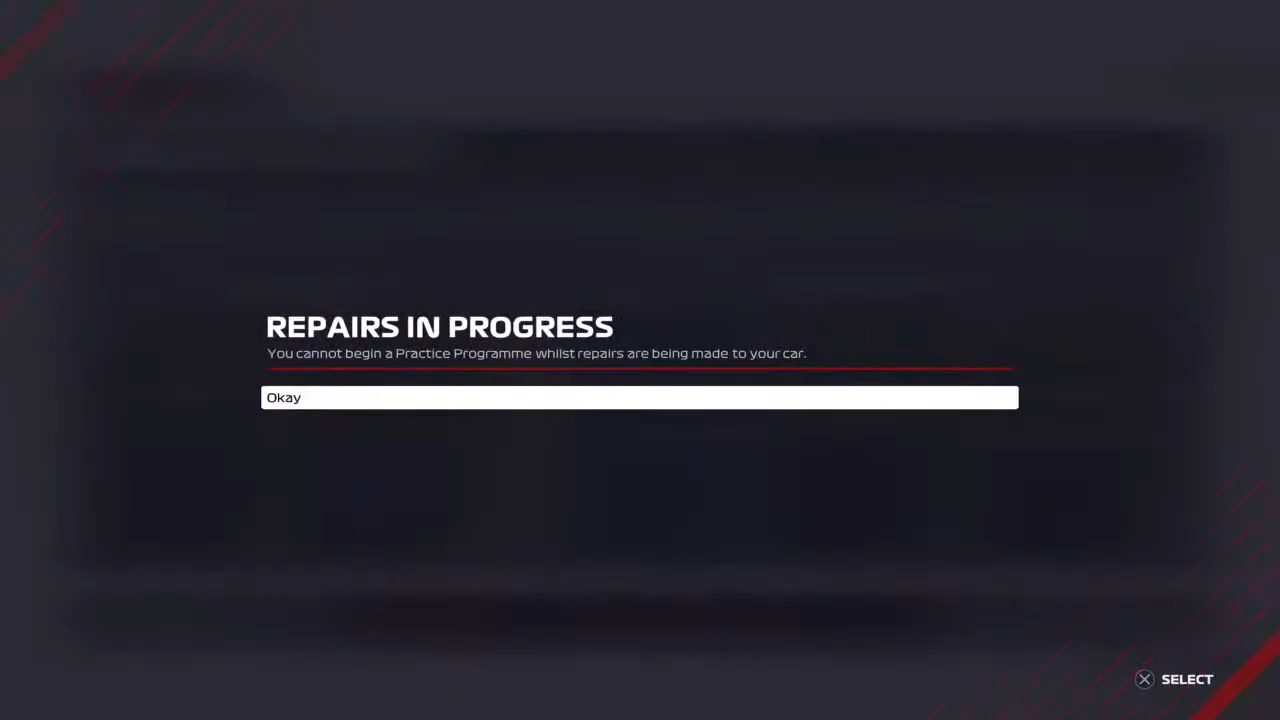 REPAIRS IN PROGRESS
You cannot begin a Practice Programme whilst repairs are being made to your car.
Okay
SELECT